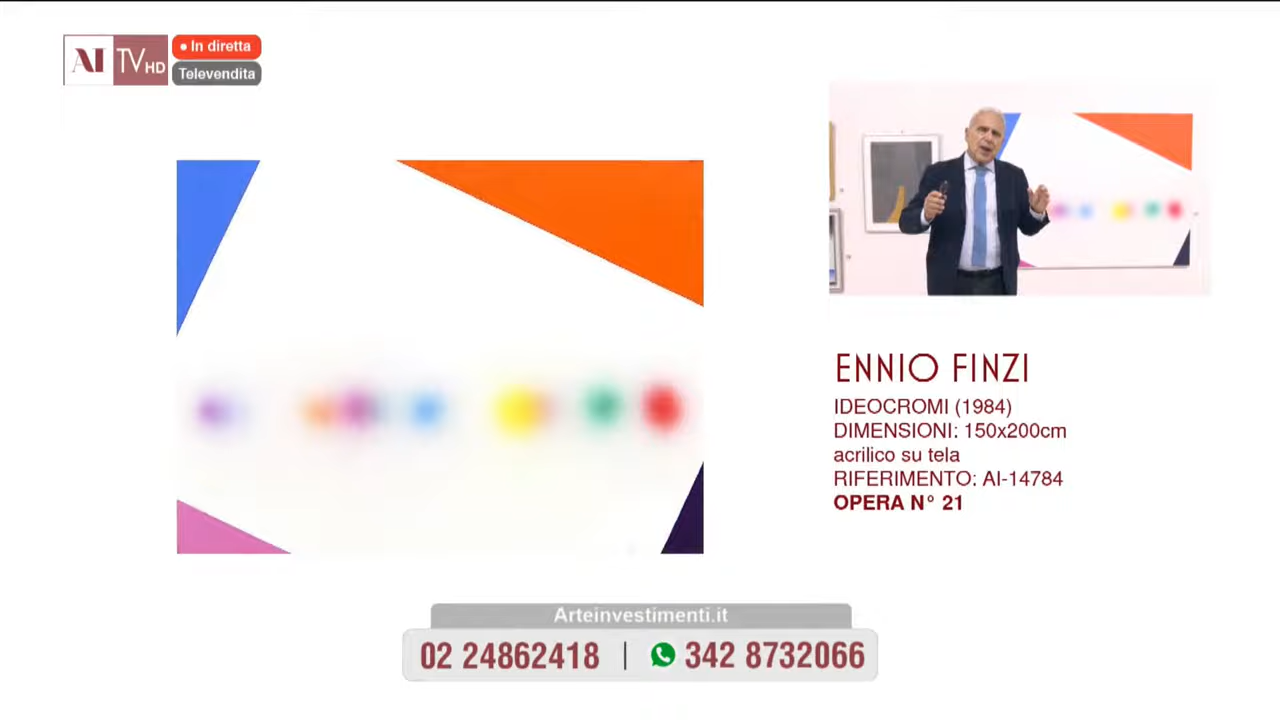 AI TV HD
In diretta
Televendita
ENNIO FINZI
IDEOCROMI (1984)
DIMENSIONI: 150x200cm
acrilico su tela
RIFERIMENTO: AI-14784
OPERA N° 21
Arteinvestimenti.it
02 24862418 | 342 8732066